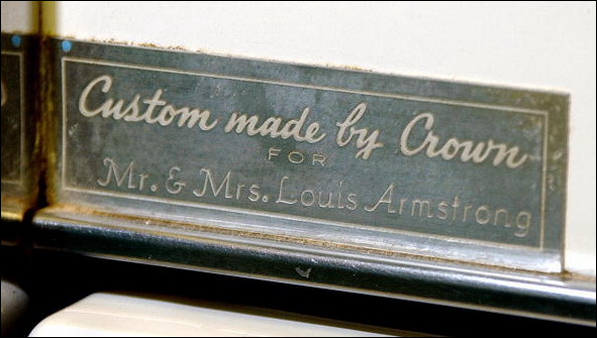 Custom made by Crown
FOR
Mr. & Mrs. Louis Armstrong